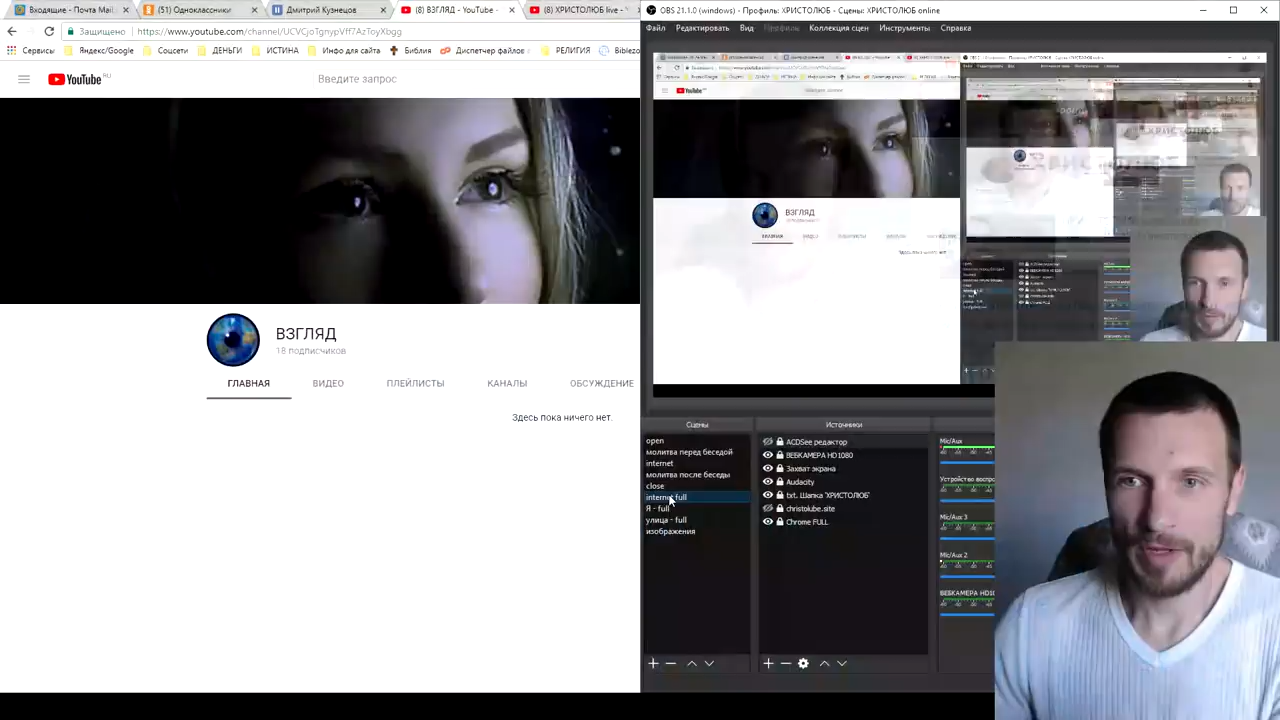 Входящие - Почта Mail.
(51) Одноклассники
Дмитрий Кузнецов
(8) ВЗГЛЯД - YouTube -
(8) ХРИСТОЛЮБ live -
Защищено
https://www.youtube.com/channel/UCVCjoTgnypVff7AzToyXbgg
Сервисы
Яндекс/Google
Соцсети
ДЕНЬГИ
ИСТИНА
Инфо для сайта
Библия
Диспетчер файлов
РЕЛИГИЯ
Biblezo
YouTube
Введите запрос
ВЗГЛЯД
18 подписчиков
ГЛАВНАЯ
ВИДЕО
ПЛЕЙЛИСТЫ
КАНАЛЫ
ОБСУЖДЕНИЕ
Здесь пока ничего нет.
OBS 21.1.0 (windows) - Профиль: ХРИСТОЛЮБ - Сцены: ХРИСТОЛЮБ online
Файл
Редактировать
Вид
Профиль
Коллекция сцен
Инструменты
Справка
YouTube
ВЗГЛЯД
ГЛАВНАЯ
Сцены
open
молитва перед беседой
internet
молитва после беседы
close
internet full
Я - full
улица - full
изображения
Источники
ACDSee редактор
ВЕБКАМЕРА HD1080
Захват экрана
Audacity
txt. Шапка "ХРИСТОЛЮБ"
christolube.site
Chrome FULL
Mic/Aux
Устройство воспро
Mic/Aux 3
Mic/Aux 2
ВЕБКАМЕРА HD10